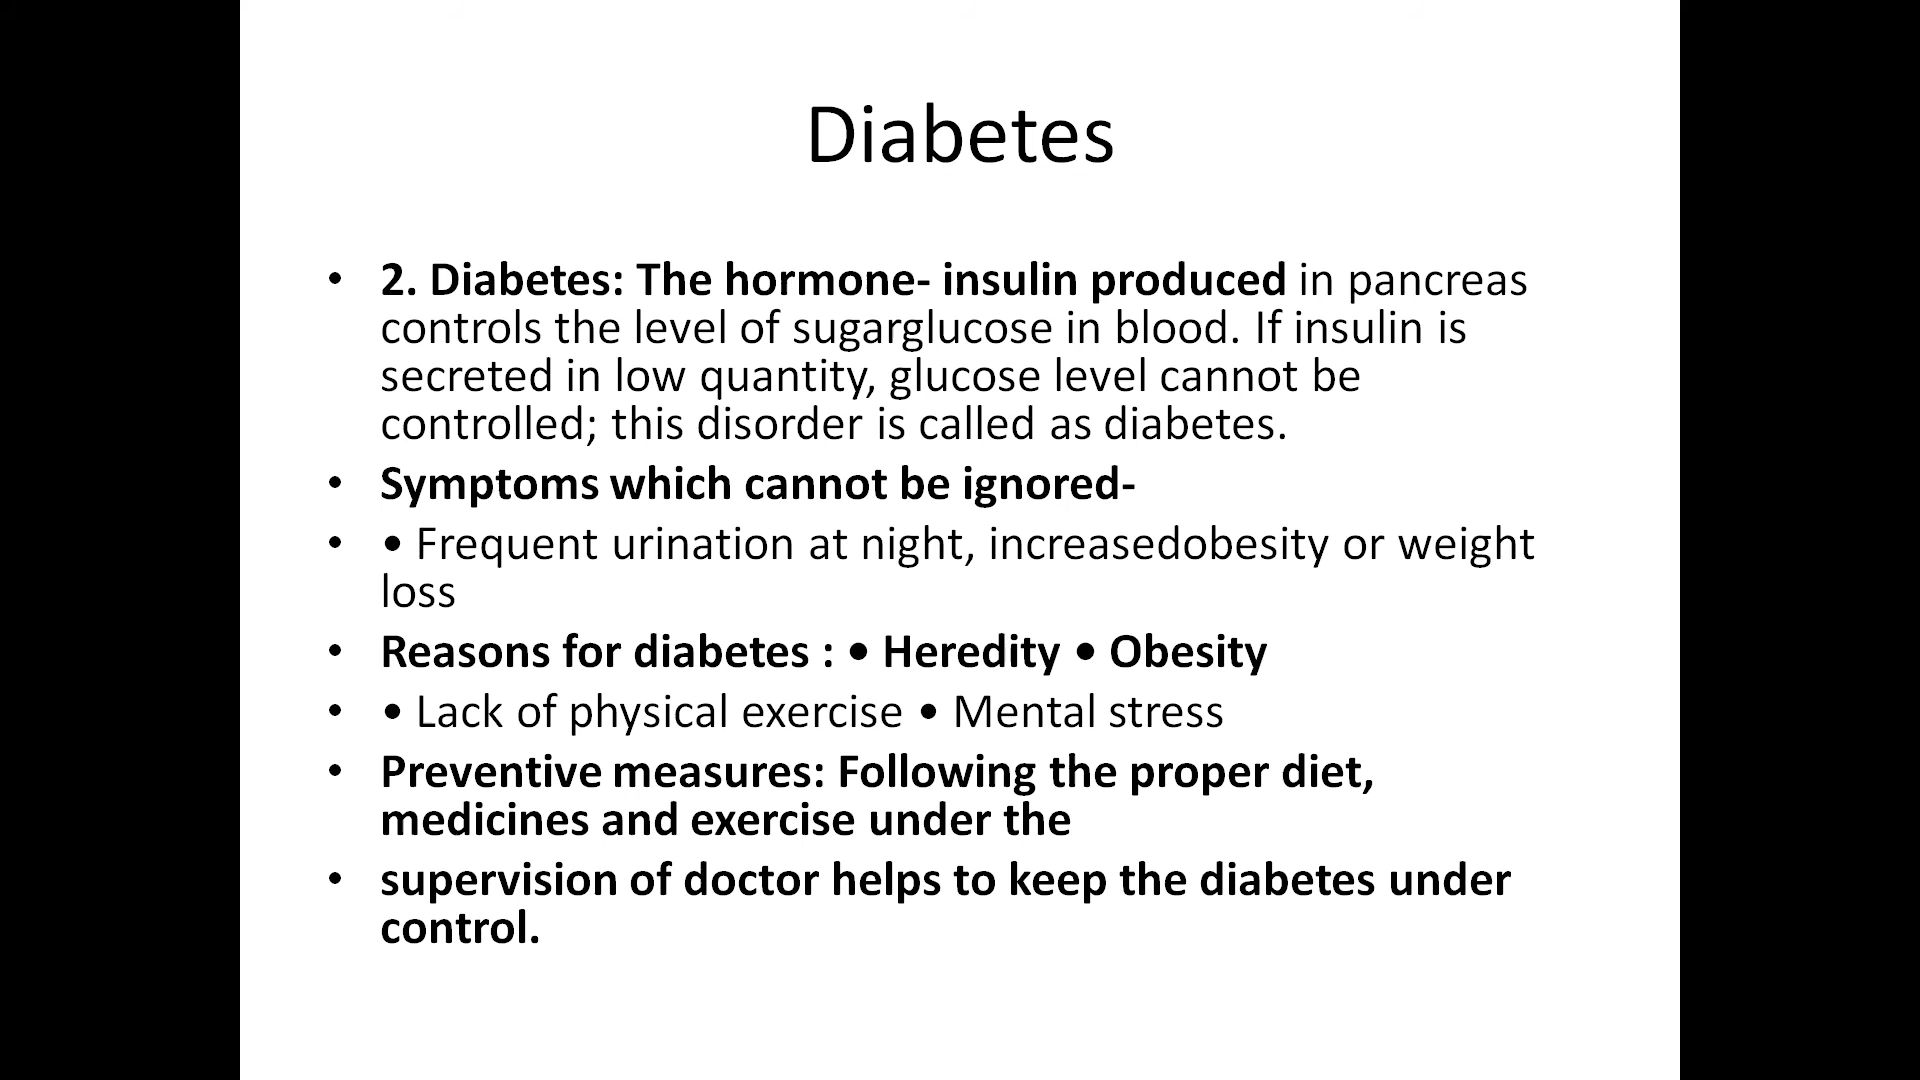 Diabetes
• 2. Diabetes: The hormone- insulin produced in pancreas
controls the level of sugarglucose in blood. If insulin is
secreted in low quantity, glucose level cannot be
controlled; this disorder is called as diabetes.
• Symptoms which cannot be ignored-
• • Frequent urination at night, increasedobesity or weight
loss
• Reasons for diabetes : • Heredity • Obesity
• • Lack of physical exercise • Mental stress
• Preventive measures: Following the proper diet,
medicines and exercise under the
• supervision of doctor helps to keep the diabetes under
control.